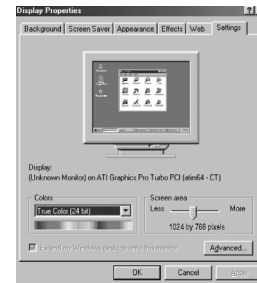 Display Properties
Background Screen Saver Appearance Effects Web Settings
Display:
(Unknown Monitor) on ATI Graphics Pro Turbo PCI (atim64 - CT)
Colors
True Color (24 bit)
Screen area
Less More
1024 by 768 pixels
Extend my Windows desktop onto this monitor
Advanced...
OK Cancel Apply